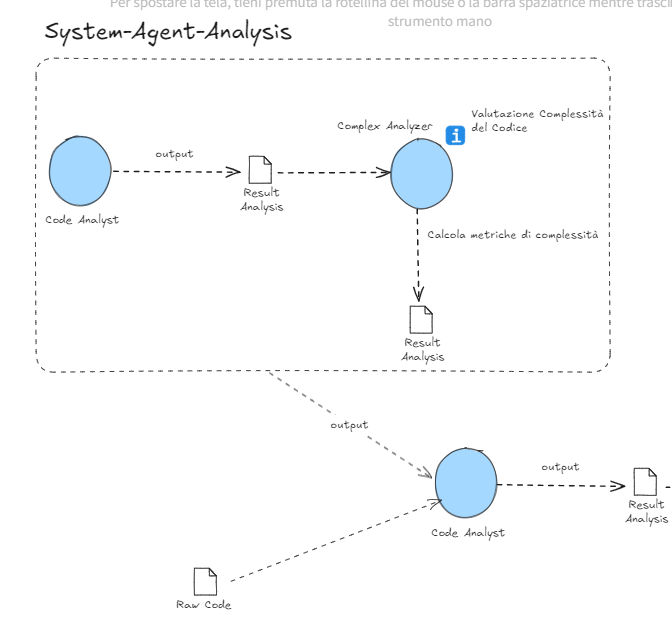 Per spostare la tela, tieni premuta la rotellina del mouse o la barra spaziatrice mentre trasci
strumento mano
System-Agent-Analysis
Valutazione Complessità
del Codice
Complex Analyzer
i
output
Result
Analysis
Code Analyst
Calcola metriche di complessità
Result
Analysis
output
output
Result
Analysis
Code Analyst
Raw Code